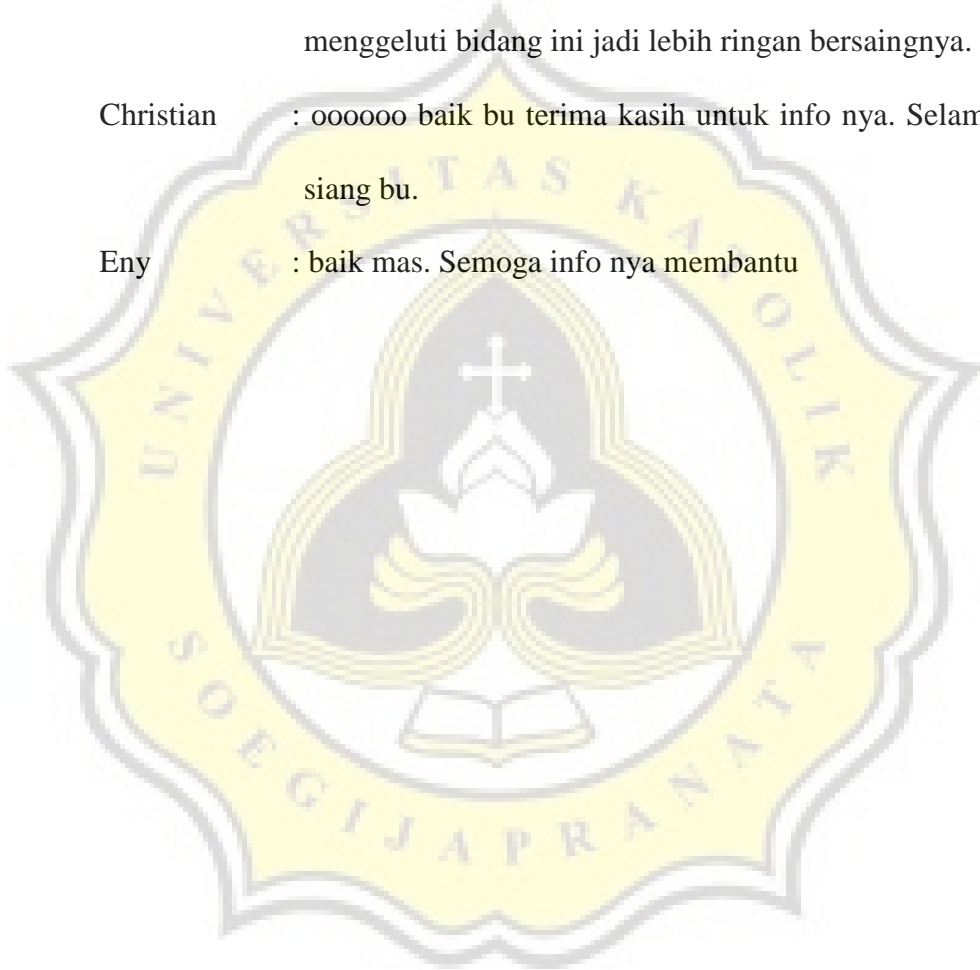 menggeluti bidang ini jadi lebih ringan bersaingnya.
Christian : oooooo baik bu terima kasih untuk info nya. Selam
siang bu.
Eny : baik mas. Semoga info nya membantu
UNIVERSITAS KATOLIK
SOEGIJAPRANATA